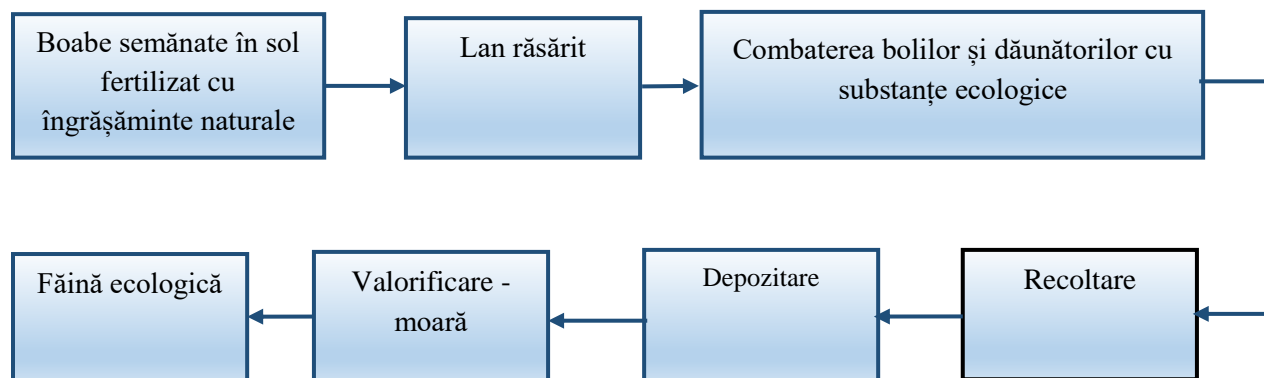 Boabe semănate în sol
fertilizat cu
îngrășăminte naturale
Lan răsărit
Combaterea bolilor și dăunătorilor cu
substanțe ecologice
Făină ecologică
Valorificare -
moară
Depozitare
Recoltare